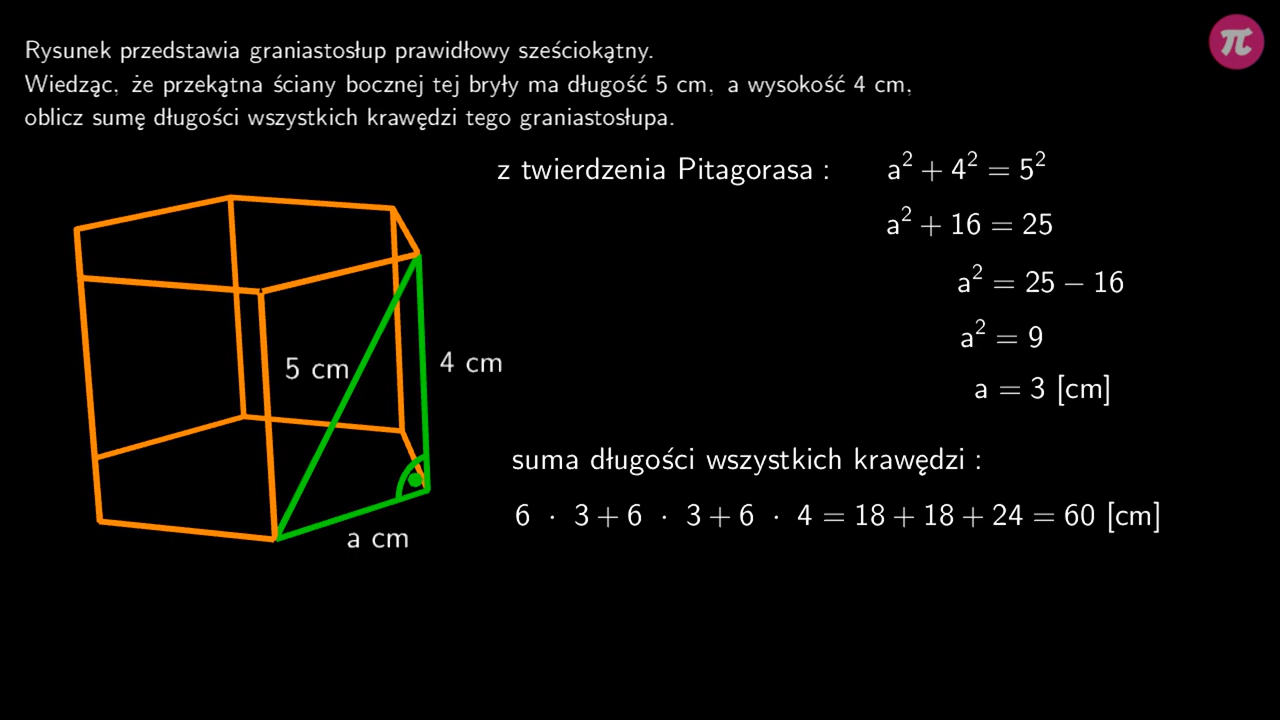 Rysunek przedstawia graniastosłup prawidłowy sześciokątny.
Wiedząc, że przekątna ściany bocznej tej bryły ma długość 5 cm, a wysokość 4 cm,
oblicz sumę długości wszystkich krawędzi tego graniastosłupa.
π
z twierdzenia Pitagorasa : a² + 4² = 5²
a² + 16 = 25
a² = 25 − 16
a² = 9
a = 3 [cm]
5 cm
4 cm
a cm
suma długości wszystkich krawędzi :
6 · 3 + 6 · 3 + 6 · 4 = 18 + 18 + 24 = 60 [cm]